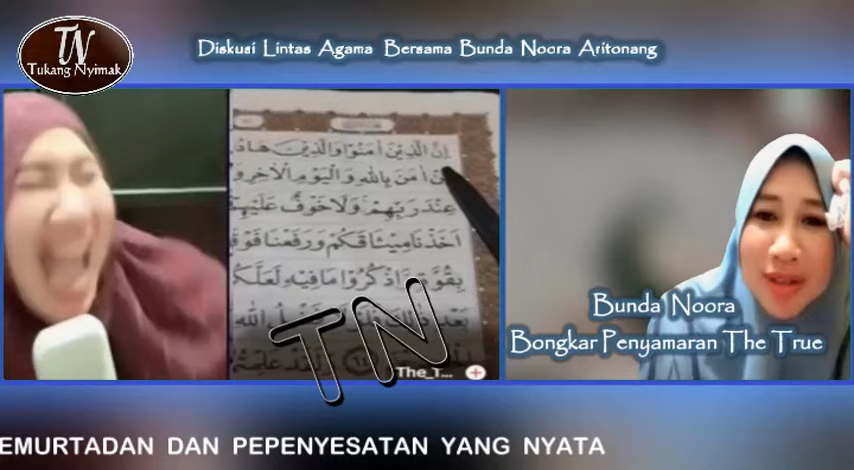 TN
Tukang Nyimak
Diskusi Lintas Agama Bersama Bunda Noora Aritonang
إِنَّ الَّذِينَ آمَنُوا وَالَّذِينَ هَادُ
آمَنَ بِاللَّهِ وَالْيَوْمِ الْآخِرِ وَ
عِنْدَ رَبِّهِمْ وَلَا خَوْفٌ عَلَيْهِ
أَخَذْنَا مِيثَاقَكُمْ وَرَفَعْنَا فَوْقَ
بِقُوَّةٍ وَاذْكُرُوا مَا فِيهِ لَعَلَّكُ
بَعْدِ ذَٰلِكَ اللَّهِ
وَلَقَدْ عَلِمْتُ
TN
The_T...
Bunda Noora
Bongkar Penyamaran The True
EMURTADAN DAN PEPENYESATAN YANG NYATA